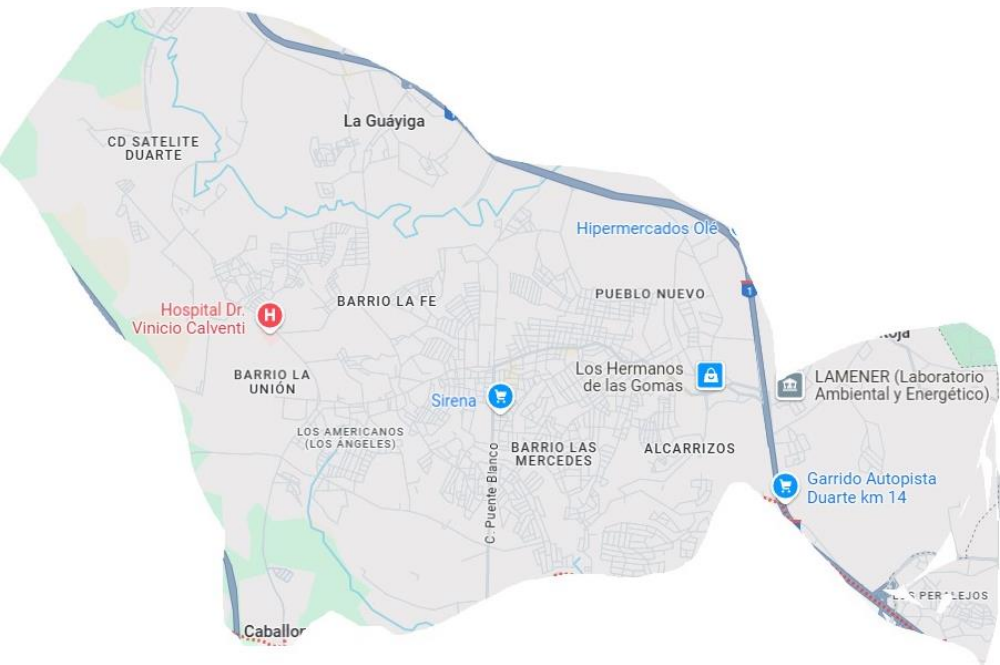 La Guáyiga
CD SATELITE
DUARTE
Hipermercados Olé
1
PUEBLO NUEVO
BARRIO LA FE
Hospital Dr.
Vinicio Calventi
H
Los Hermanos
de las Gomas
LAMENER (Laboratorio
Ambiental y Energético)
BARRIO LA
UNIÓN
Sirena
LOS AMERICANOS
(LOS ÁNGELES)
BARRIO LAS
MERCEDES
ALCARRIZOS
C. Puente Blanco
Garrido Autopista
Duarte km 14
PERALEJOS
Caballor